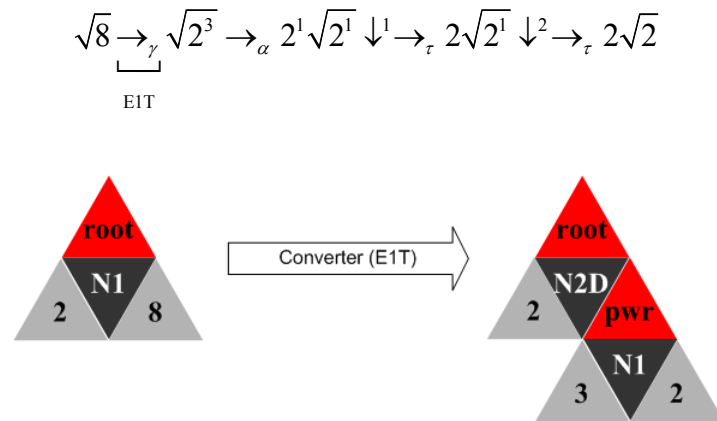 √8 →γ √2³ →α 2¹√2¹ ↓¹→τ 2√2¹ ↓² →τ 2√2
E1T
root
N1
2
8
Converter (E1T)
root
N2D
2
pwr
N1
3
2